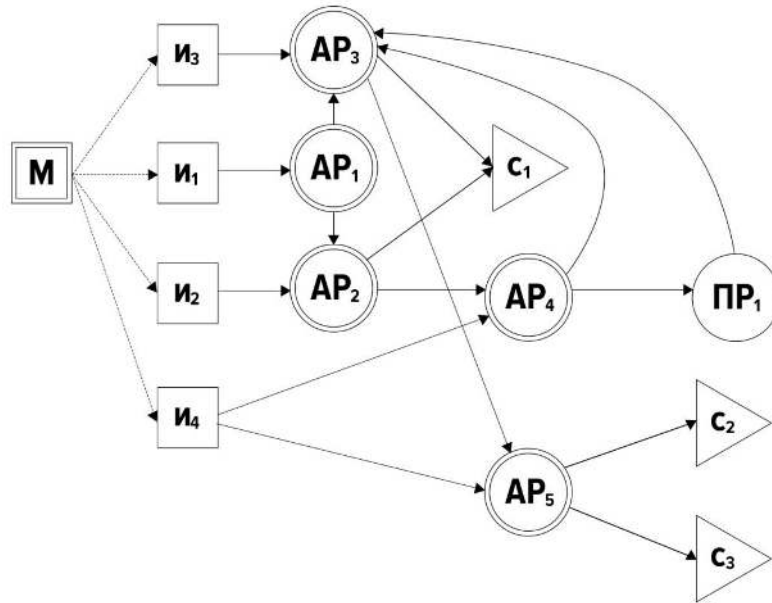 И₃ АР₃
М И₁ АР₁ С₁
И₂ АР₂ АР₄ ПР₁
И₄ С₂
АР₅
С₃